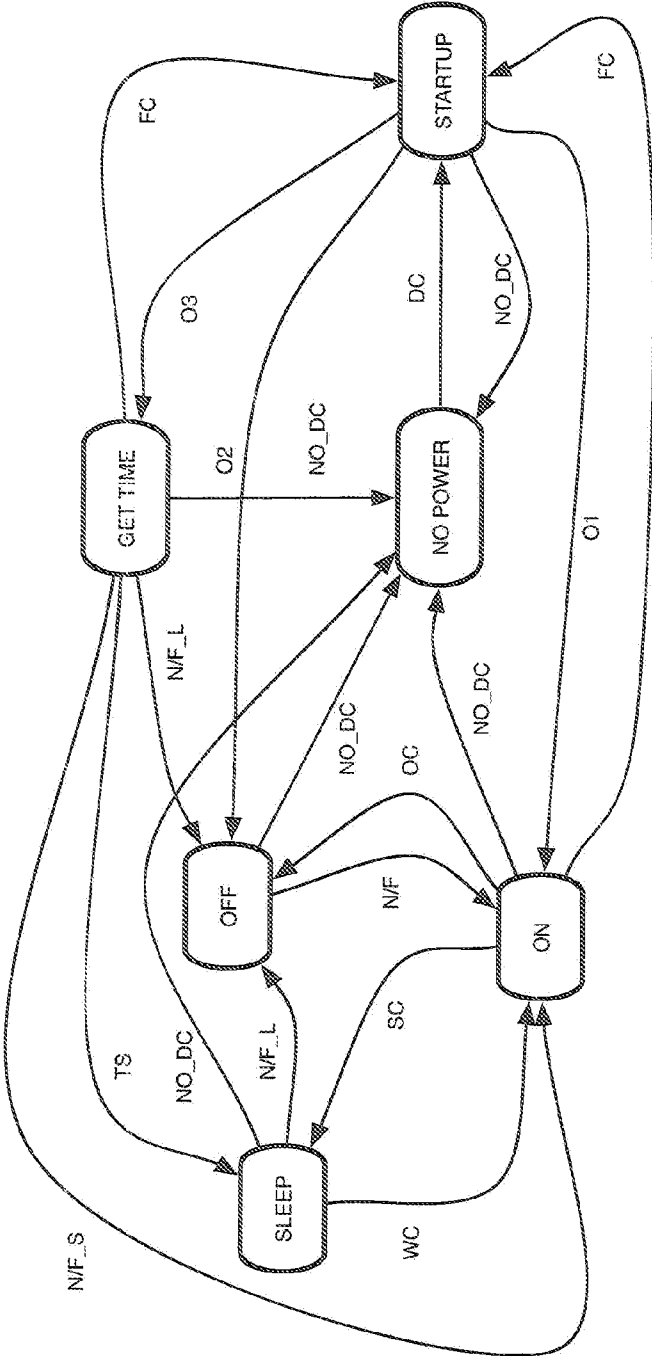 FC
STARTUP
FC
O3
DC
NO_DC
GET TIME
O2
NO_DC
NO POWER
O1
N/F_L
NO_DC
OC
NO_DC
OFF
N/F
ON
TS
NO_DC
N/F_L
SC
N/F_S
SLEEP
WC